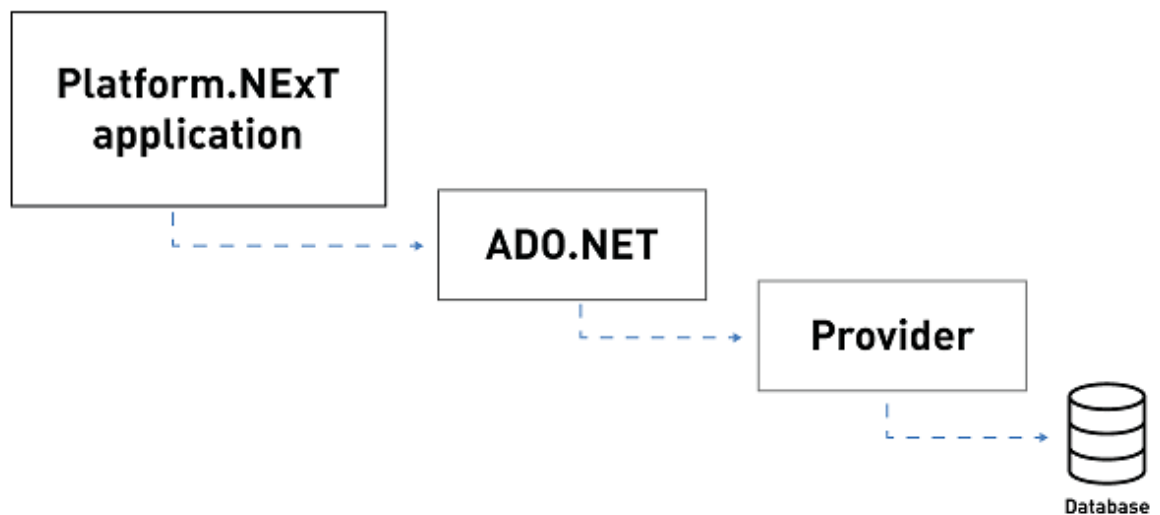 Platform.NExT
application
ADO.NET
Provider
Database